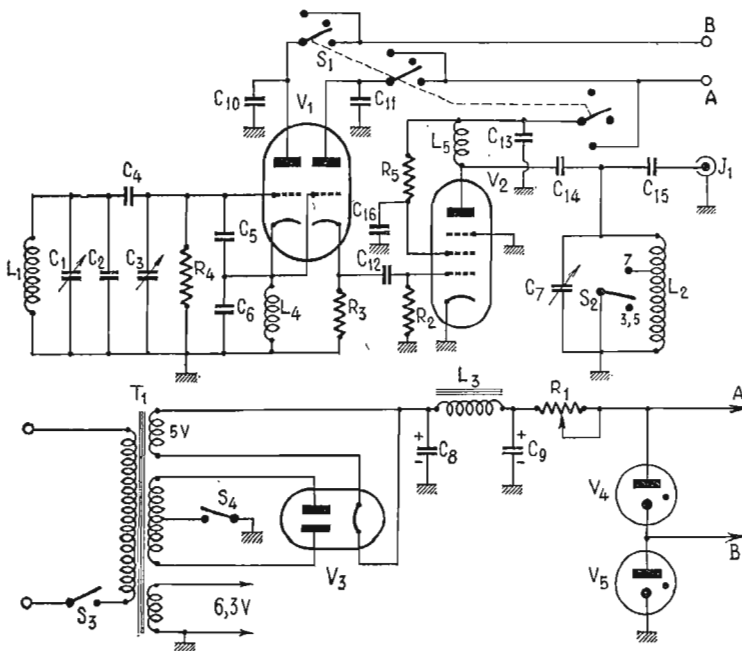 B
S1
A
C10
V1
C11
L5
C13
V2
J1
C4
R5
C14
C15
C16
C5
C12
L1
C1
C2
C3
R4
7
C7
L2
S2
C6
L4
R3
R2
3,5
T1
L3
R1
A
5V
+
-
C8
+
-
C9
S4
V4
B
V3
V5
S3
6,3V